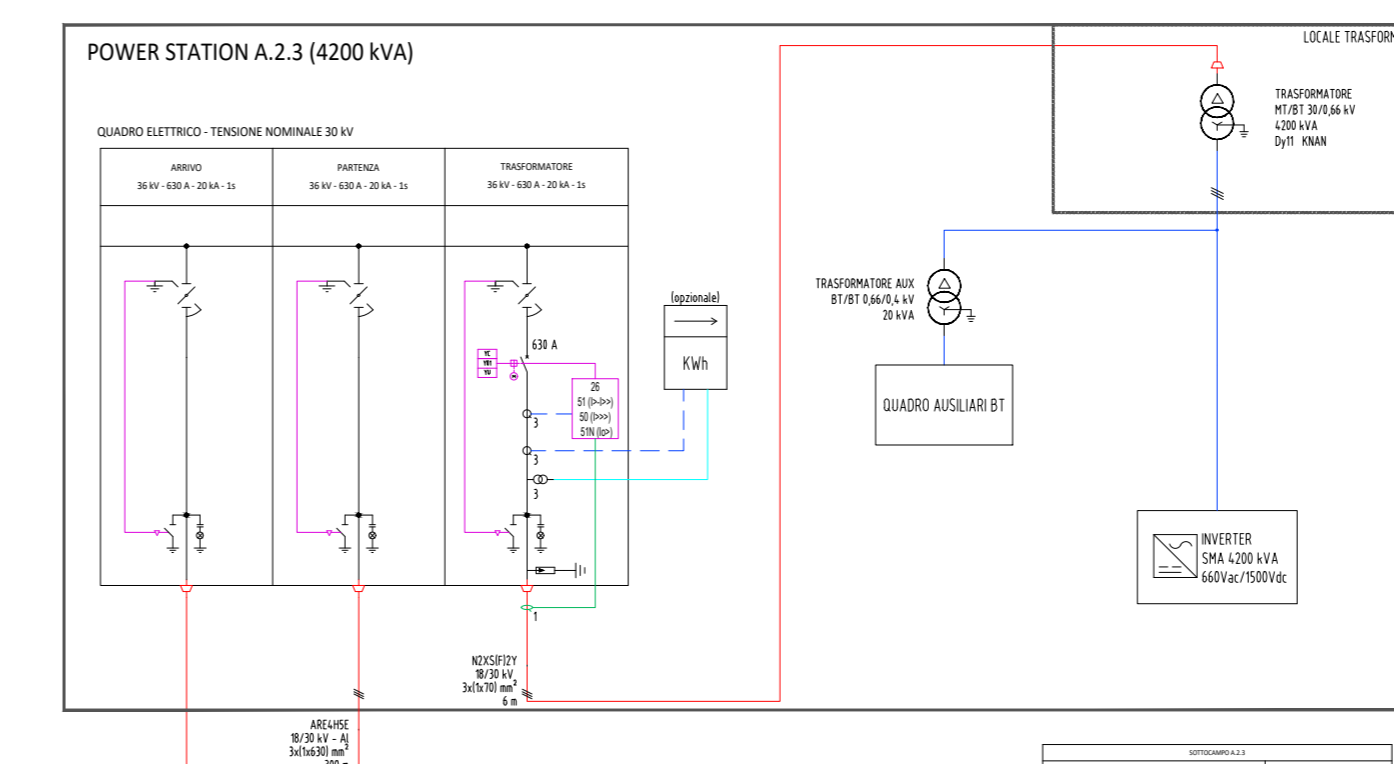 POWER STATION A.2.3 (4200 kVA)
LOCALE TRASFORM
TRASFORMATORE
MT/BT 30/0,66 kV
4200 kVA
Dy11 KNAN
QUADRO ELETTRICO - TENSIONE NOMINALE 30 kV
ARRIVO
36 kV - 630 A - 20 kA - 1s
PARTENZA
36 kV - 630 A - 20 kA - 1s
TRASFORMATORE
36 kV - 630 A - 20 kA - 1s
630 A
YC
YO1
YU
26
51 (I>-I>>)
50 (I>>>)
51N (Io>)
3
3
3
1
(opzionale)
KWh
TRASFORMATORE AUX
BT/BT 0,66/0,4 kV
20 kVA
QUADRO AUSILIARI BT
INVERTER
SMA 4200 kVA
660Vac/1500Vdc
N2XS(F)2Y
18/30 kV
3x(1x70) mm²
6 m
ARE4H5E
18/30 kV - Al
3x(1x630) mm²
300 m
SOTTOCAMPO A.2.3